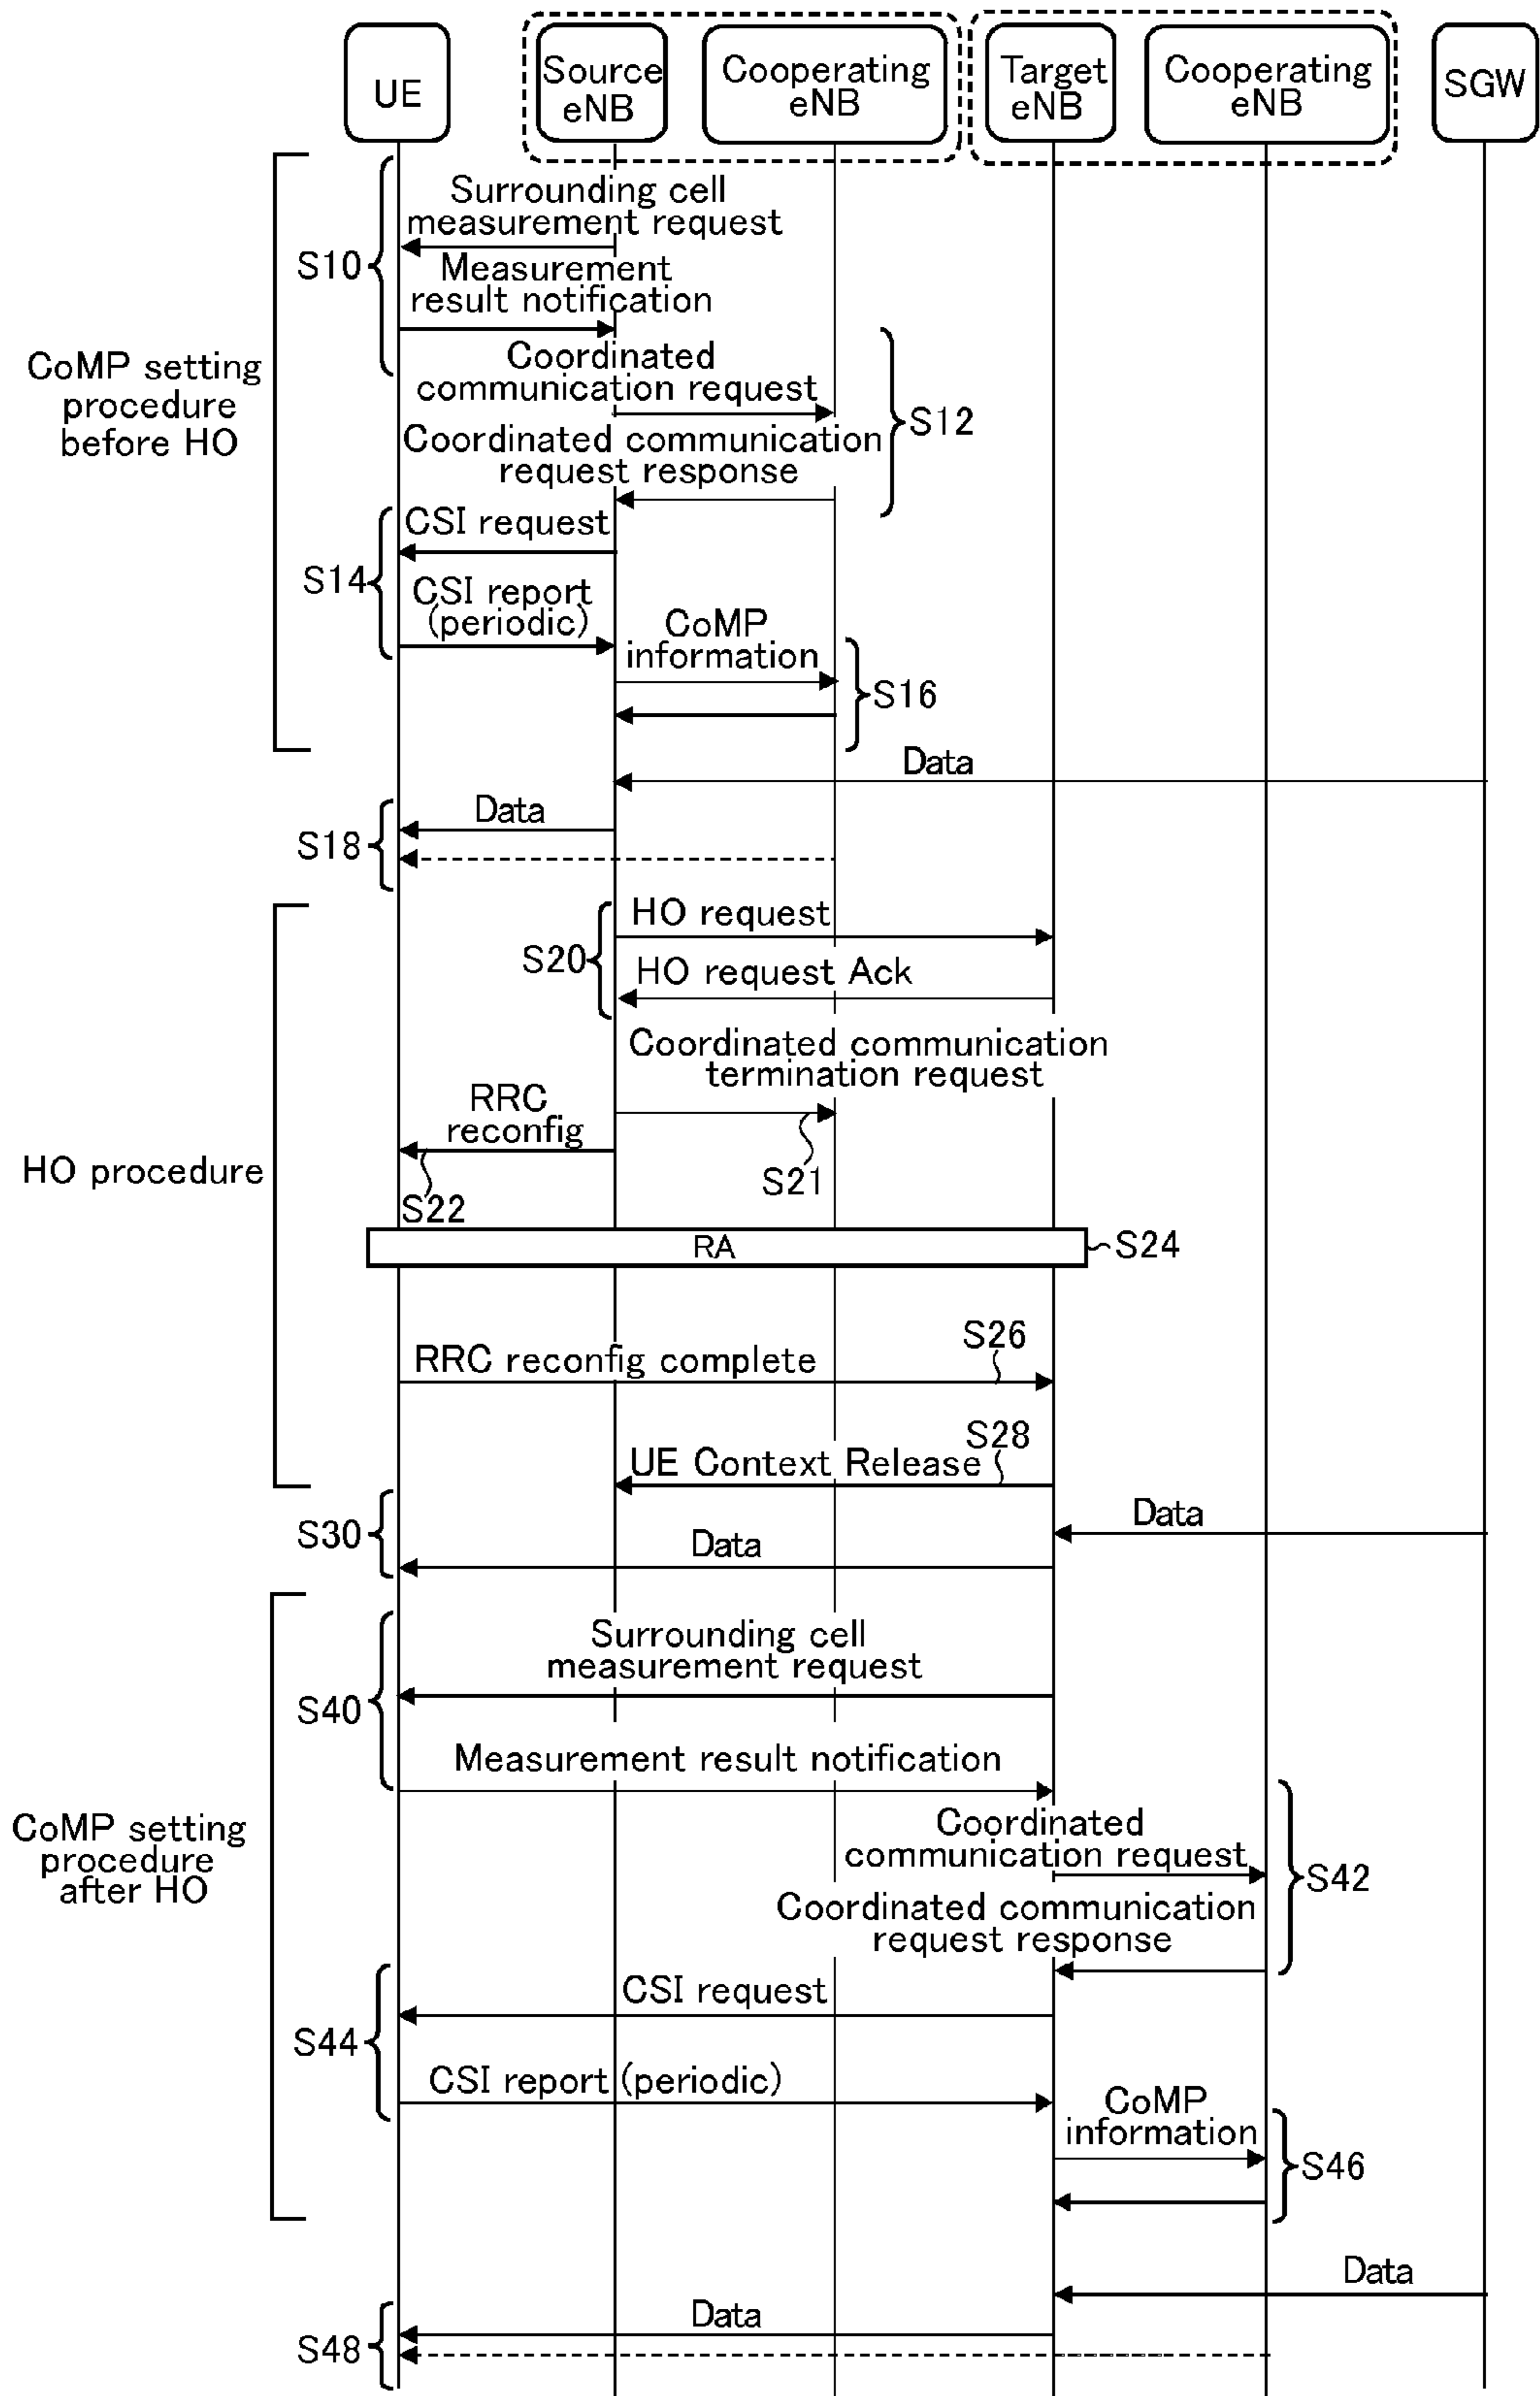 UE
Source
eNB
Cooperating
eNB
Target
eNB
Cooperating
eNB
SGW
Surrounding cell
measurement request
S10
Measurement
result notification
CoMP setting
procedure
before HO
Coordinated
communication request
S12
Coordinated communication
request response
CSI request
S14
CSI report
(periodic)
CoMP
information
S16
Data
Data
S18
HO request
S20
HO request Ack
Coordinated communication
termination request
RRC
reconfig
HO procedure
S21
S22
RA
S24
S26
RRC reconfig complete
S28
UE Context Release
Data
S30
Data
Surrounding cell
measurement request
S40
Measurement result notification
CoMP setting
procedure
after HO
Coordinated
communication request
S42
Coordinated communication
request response
CSI request
S44
CSI report (periodic)
CoMP
information
S46
Data
Data
S48